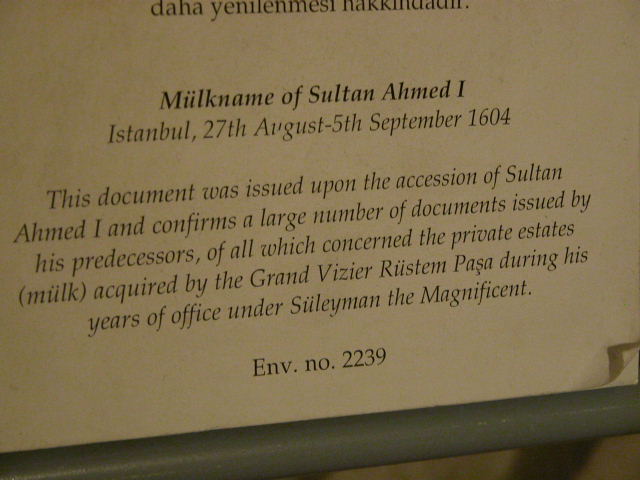 daha yenilenmesi hakkındadır.
Mülkname of Sultan Ahmed I
Istanbul, 27th August-5th September 1604
This document was issued upon the accession of Sultan
Ahmed I and confirms a large number of documents issued by
his predecessors, of all which concerned the private estates
(mülk) acquired by the Grand Vizier Rüstem Paşa during his
years of office under Süleyman the Magnificent.
Env. no. 2239